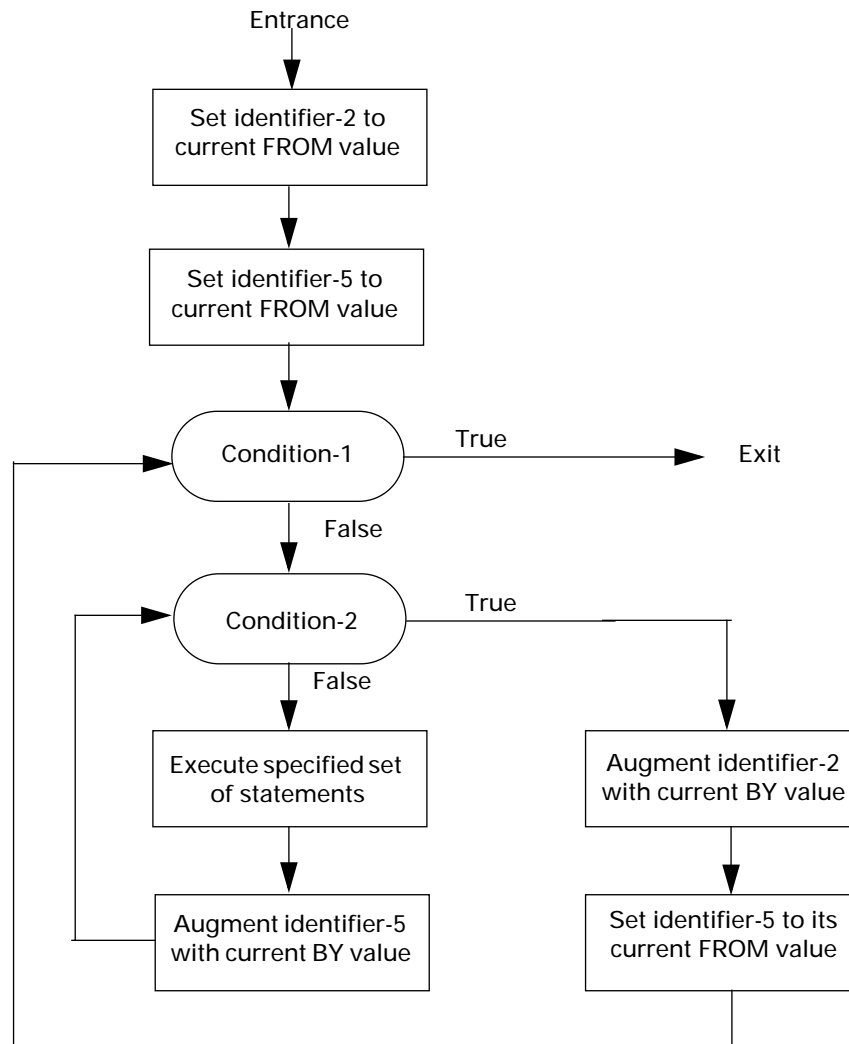 Entrance
Set identifier-2 to
current FROM value
Set identifier-5 to
current FROM value
Condition-1
True
Exit
False
Condition-2
True
False
Execute specified set
of statements
Augment identifier-2
with current BY value
Augment identifier-5
with current BY value
Set identifier-5 to its
current FROM value